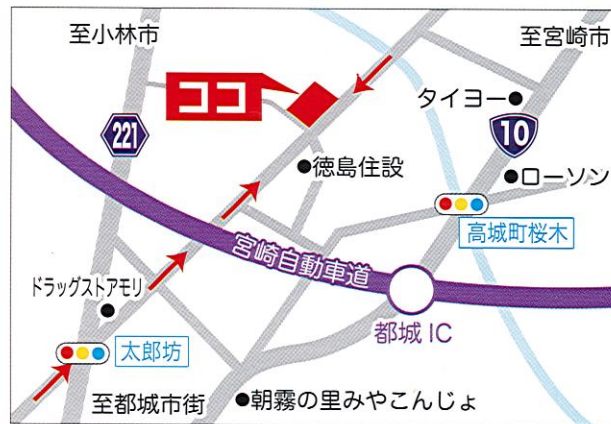 至小林市
至宮崎市
ココ
タイヨー
221
10
徳島住設
ローソン
高城町桜木
宮崎自動車道
ドラッグストアモリ
都城IC
太郎坊
至都城市街
朝霧の里みやこんじょ